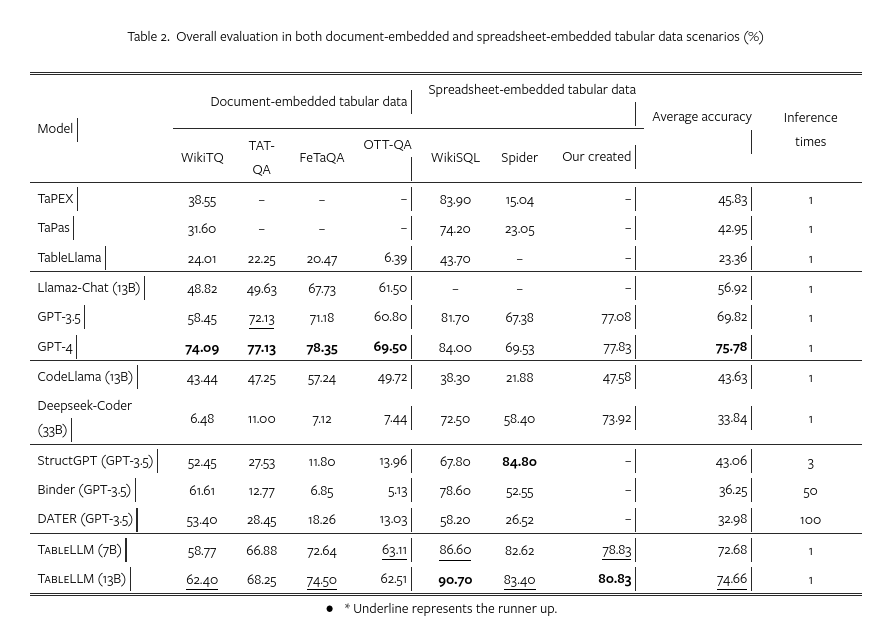 Table 2. Overall evaluation in both document-embedded and spreadsheet-embedded tabular data scenarios (%)
Model Document-embedded tabular data Spreadsheet-embedded tabular data Average accuracy Inference times
WikiTQ TAT-QA FeTaQA OTT-QA WikiSQL Spider Our created
TaPEX 38.55 – – – 83.90 15.04 – 45.83 1
TaPas 31.60 – – – 74.20 23.05 – 42.95 1
TableLlama 24.01 22.25 20.47 6.39 43.70 – – 23.36 1
Llama2-Chat (13B) 48.82 49.63 67.73 61.50 – – – 56.92 1
GPT-3.5 58.45 72.13 71.18 60.80 81.70 67.38 77.08 69.82 1
GPT-4 74.09 77.13 78.35 69.50 84.00 69.53 77.83 75.78 1
CodeLlama (13B) 43.44 47.25 57.24 49.72 38.30 21.88 47.58 43.63 1
Deepseek-Coder (33B) 6.48 11.00 7.12 7.44 72.50 58.40 73.92 33.84 1
StructGPT (GPT-3.5) 52.45 27.53 11.80 13.96 67.80 84.80 – 43.06 3
Binder (GPT-3.5) 61.61 12.77 6.85 5.13 78.60 52.55 – 36.25 50
DATER (GPT-3.5) 53.40 28.45 18.26 13.03 58.20 26.52 – 32.98 100
TABLELLM (7B) 58.77 66.88 72.64 63.11 86.60 82.62 78.83 72.68 1
TABLELLM (13B) 62.40 68.25 74.50 62.51 90.70 83.40 80.83 74.66 1
● * Underline represents the runner up.